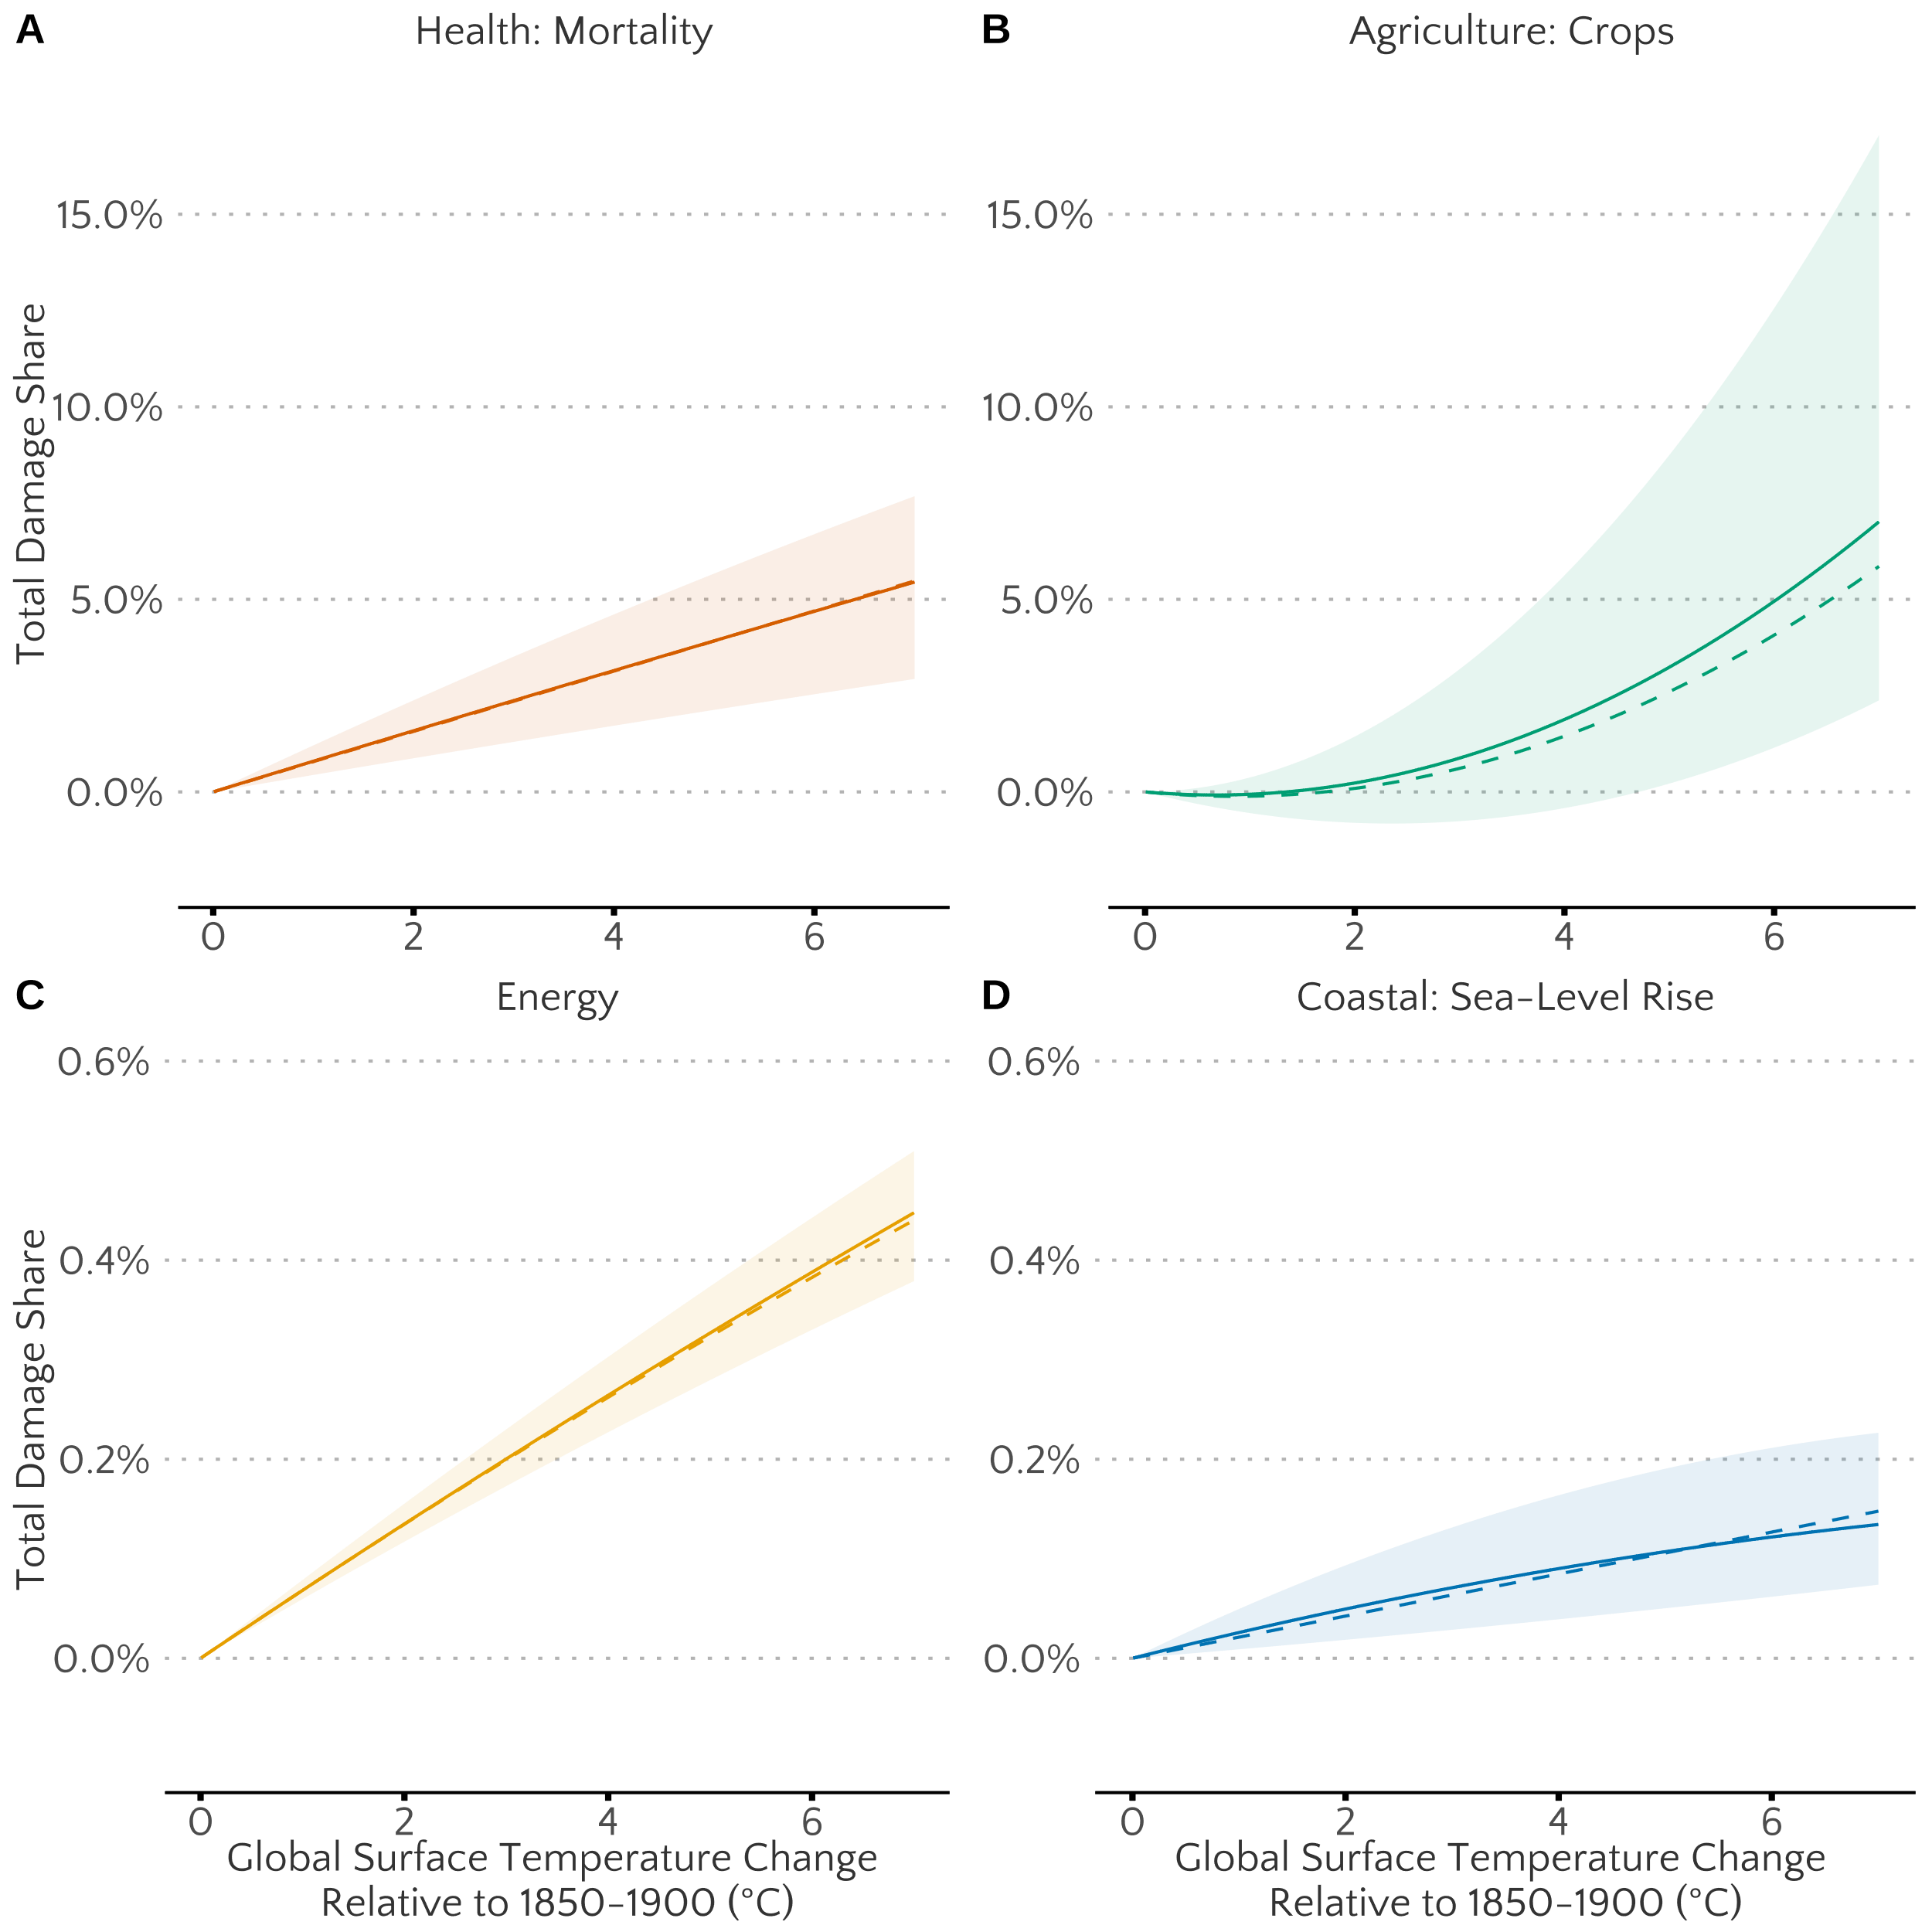 A
Health: Mortality
Total Damage Share
15.0%
10.0%
5.0%
0.0%
0 2 4 6
B
Agriculture: Crops
15.0%
10.0%
5.0%
0.0%
0 2 4 6
C
Energy
Total Damage Share
0.6%
0.4%
0.2%
0.0%
0 2 4 6
Global Surface Temperature Change
Relative to 1850–1900 (°C)
D
Coastal: Sea–Level Rise
0.6%
0.4%
0.2%
0.0%
0 2 4 6
Global Surface Temperature Change
Relative to 1850–1900 (°C)